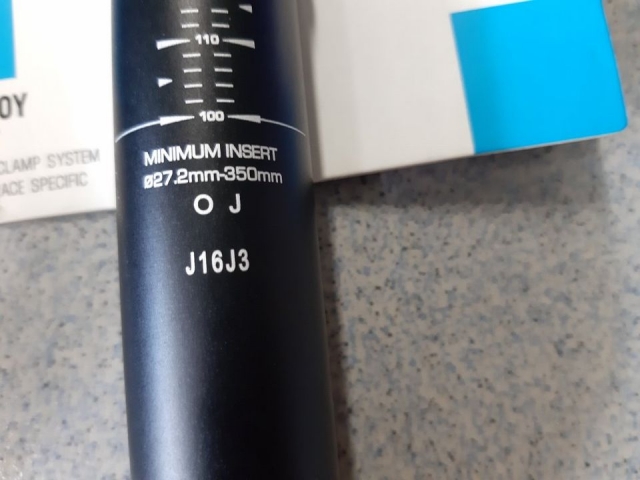 110
100
MINIMUM INSERT
ø27.2mm-350mm
O J
J16J3
OY
CLAMP SYSTEM
ACE SPECIFIC